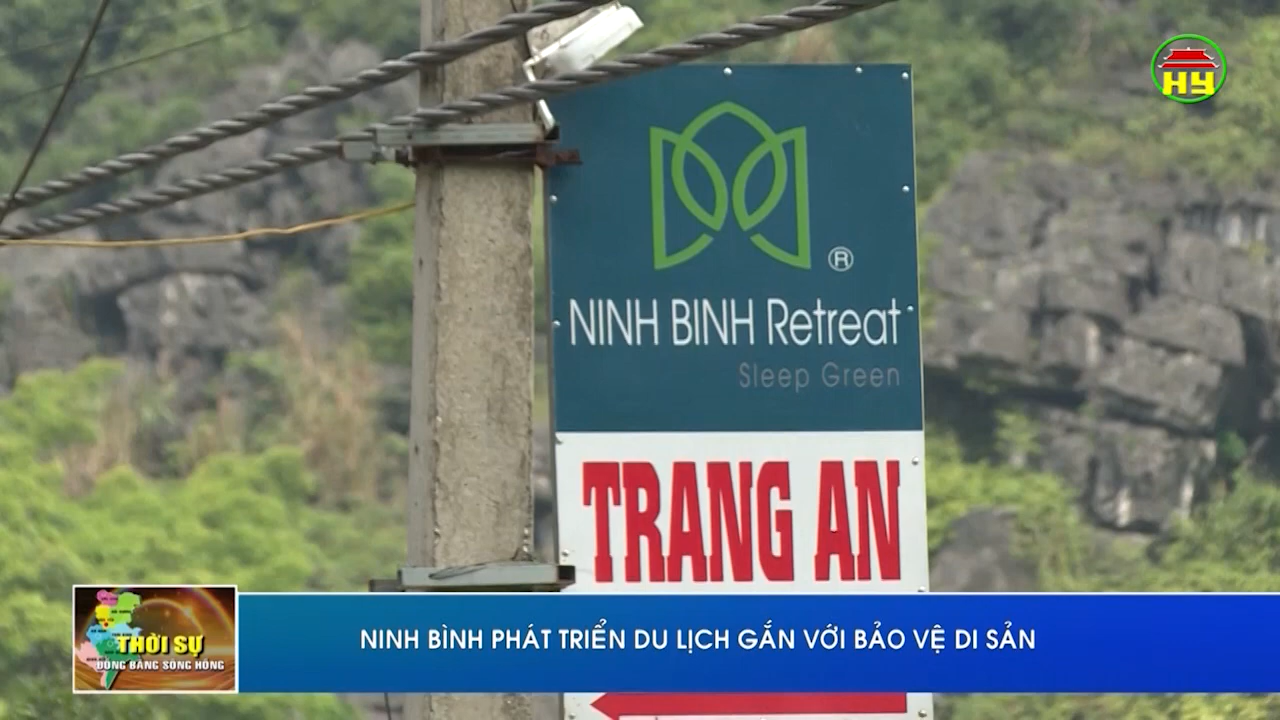 HY
®
NINH BINH Retreat
Sleep Green
TRANG AN
THỜI SỰ
ĐỒNG BẰNG SÔNG HỒNG
NINH BÌNH PHÁT TRIỂN DU LỊCH GẮN VỚI BẢO VỆ DI SẢN